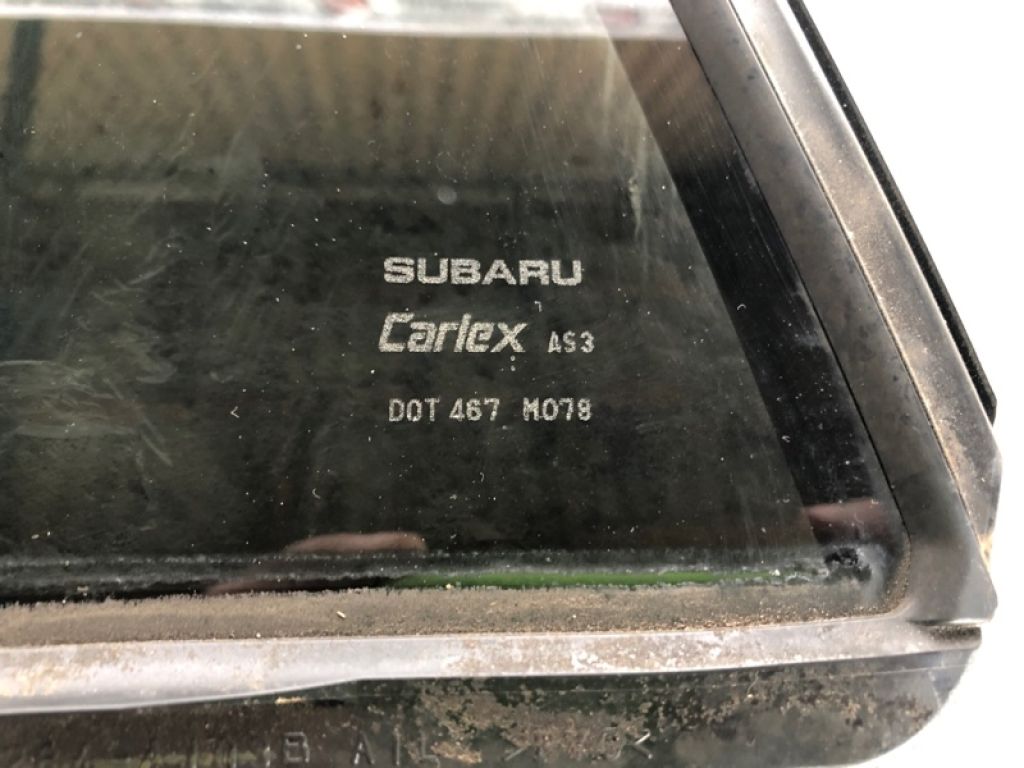 SUBARU
Carlex AS3
DOT 467 M078